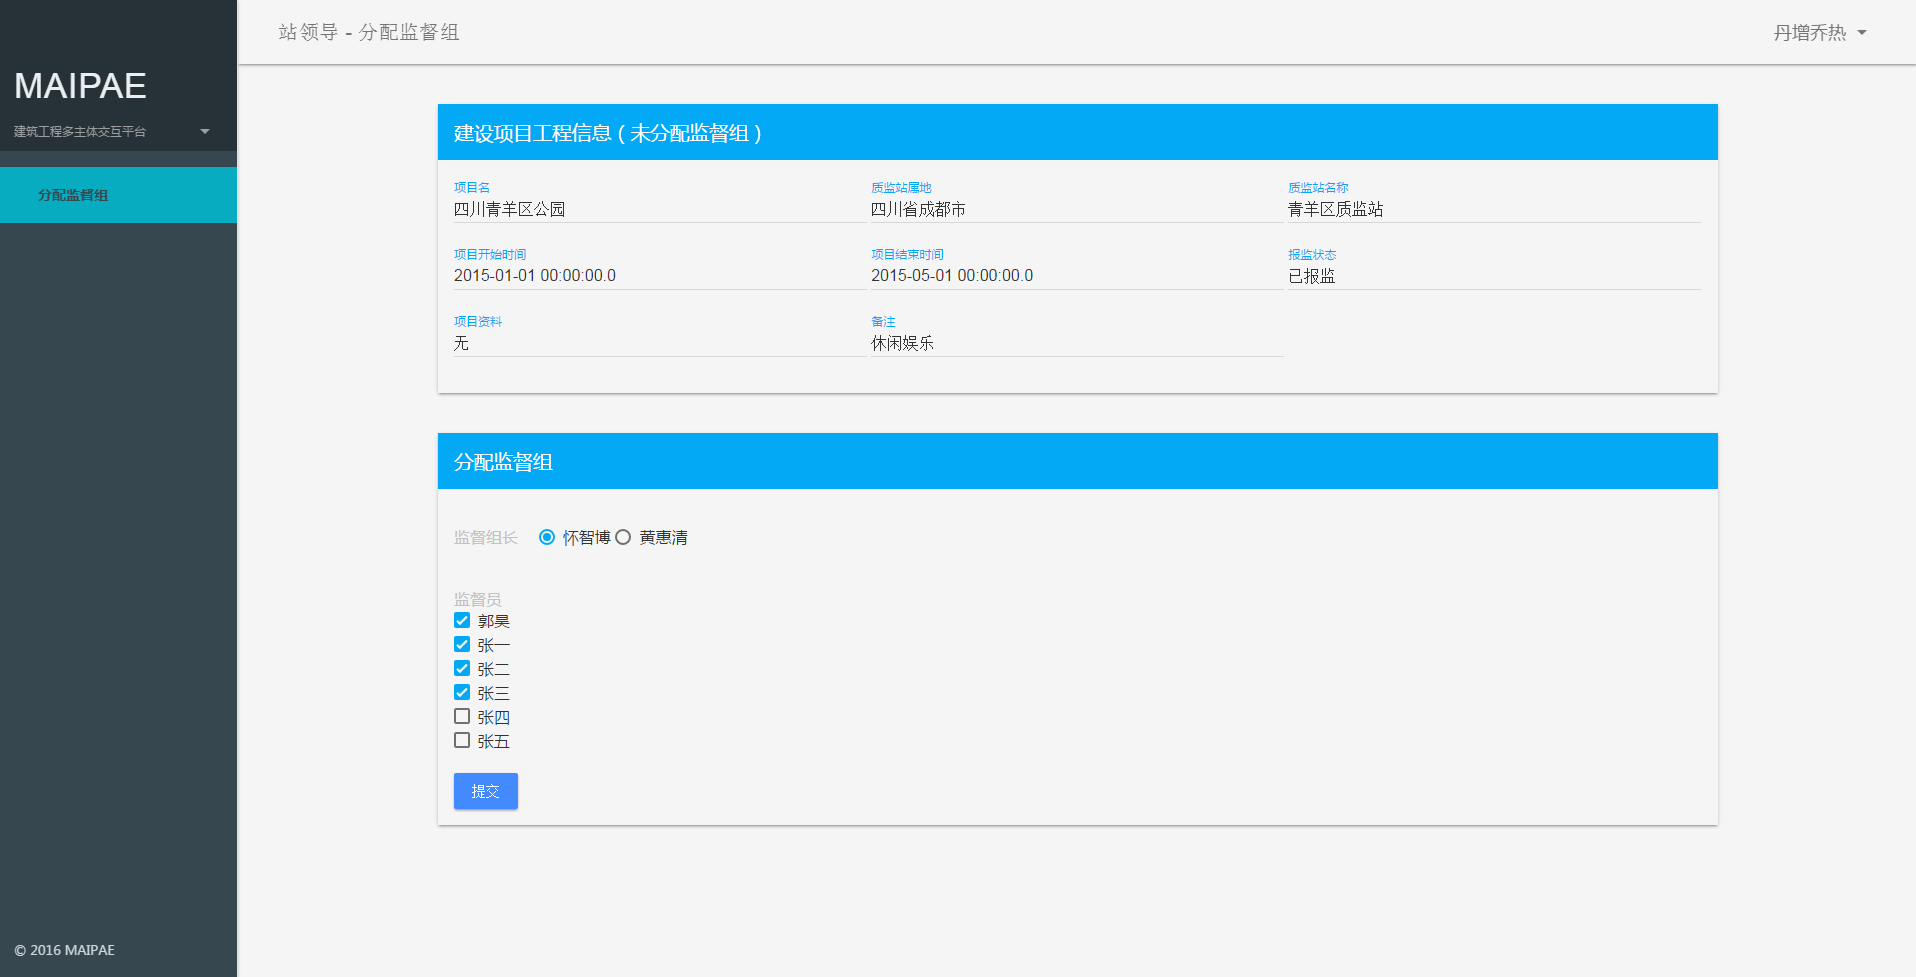 站领导 - 分配监督组
丹增乔热
MAIPAE
建筑工程多主体交互平台
分配监督组
建设项目工程信息 ( 未分配监督组 )
项目名
四川青羊区公园
质监站属地
四川省成都市
质监站名称
青羊区质监站
项目开始时间
2015-01-01 00:00:00.0
项目结束时间
2015-05-01 00:00:00.0
报监状态
已报监
项目资料
无
备注
休闲娱乐
分配监督组
监督组长 怀智博 黄惠清
监督员
郭昊
张一
张二
张三
张四
张五
提交
© 2016 MAIPAE